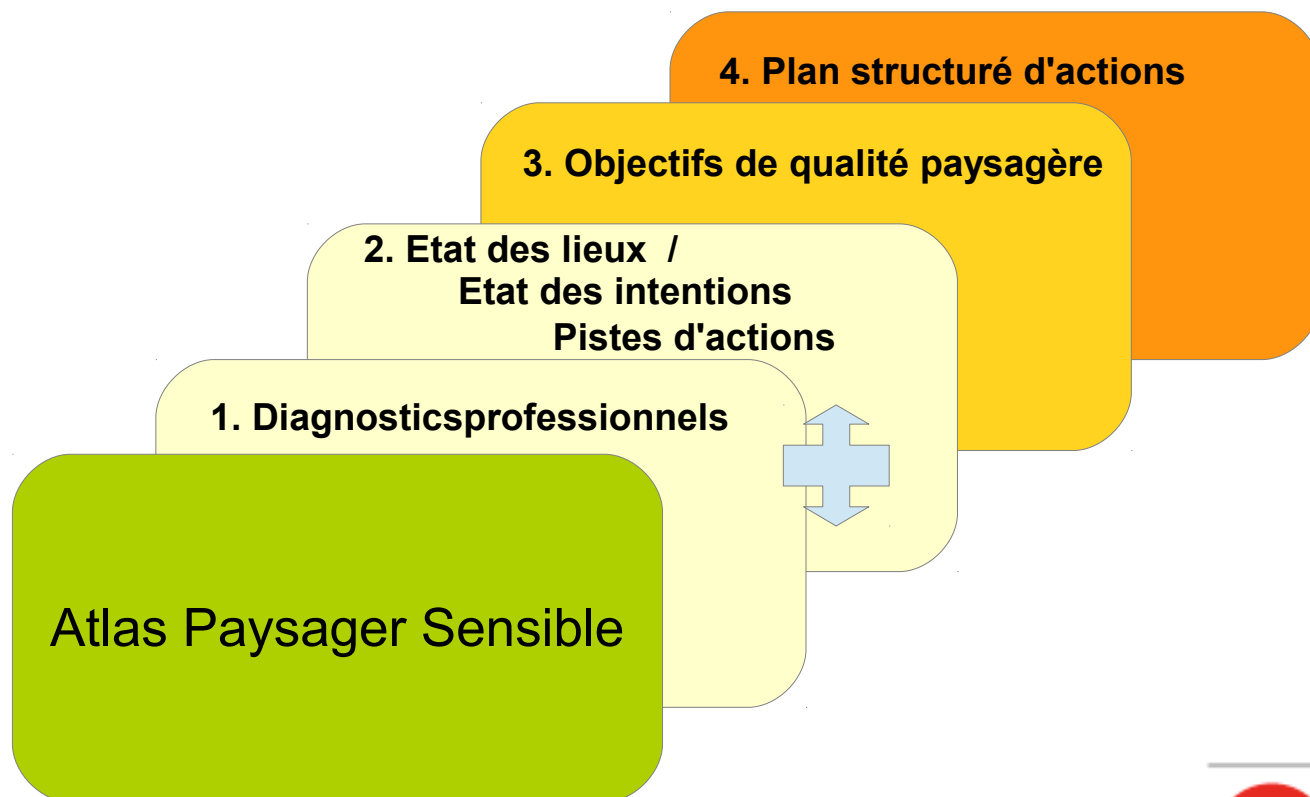 4. Plan structuré d'actions
3. Objectifs de qualité paysagère
2. Etat des lieux /
Etat des intentions
Pistes d'actions
1. Diagnosticsprofessionnels
Atlas Paysager Sensible